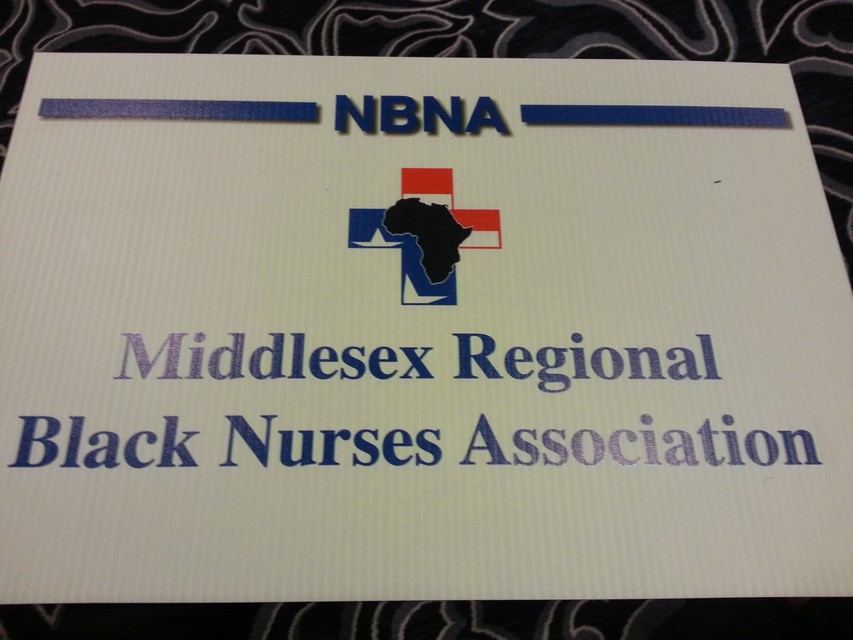 NBNA
Middlesex Regional
Black Nurses Association